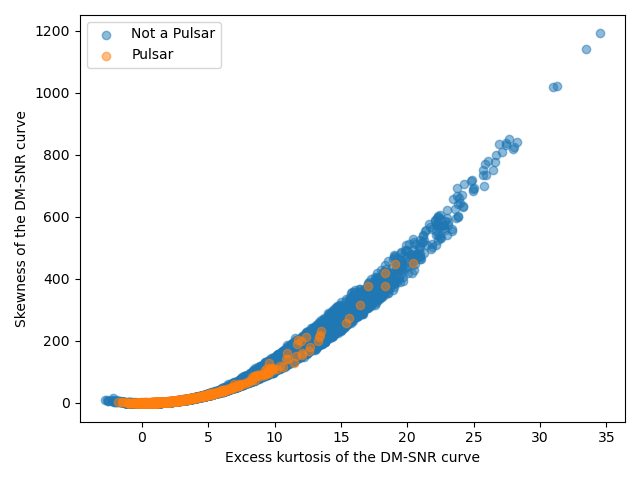 Not a Pulsar
Pulsar
1200
1000
800
600
400
200
0
Skewness of the DM-SNR curve
0 5 10 15 20 25 30 35
Excess kurtosis of the DM-SNR curve